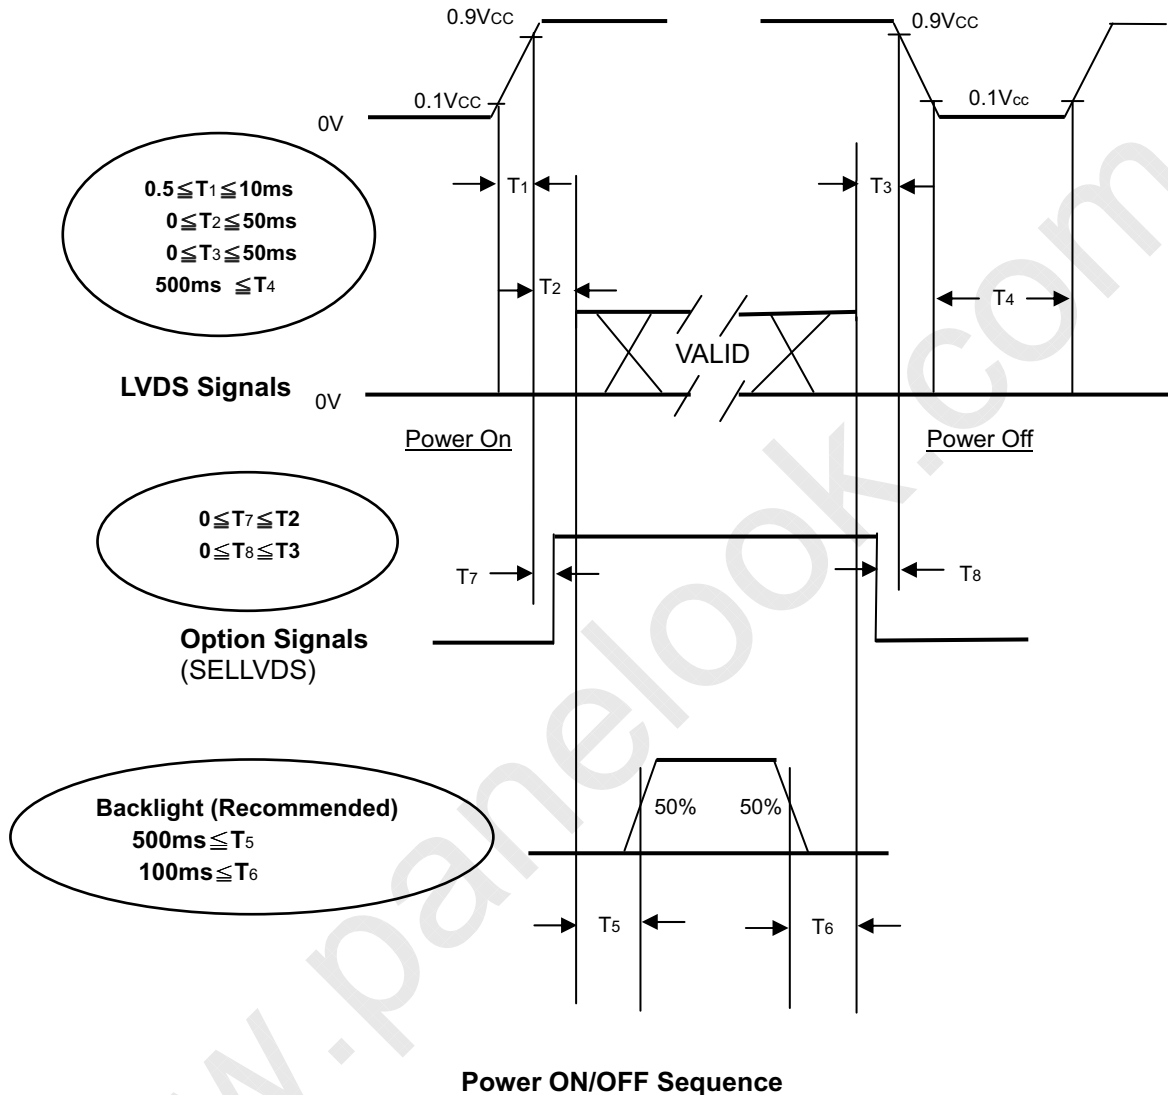 0.9VCC
0.9VCC
0.1VCC
0.1Vcc
0V
T1
T3
0.5≦T1≦10ms
0≦T2≦50ms
0≦T3≦50ms
500ms ≦T4
T2
T4
VALID
LVDS Signals
0V
Power On
Power Off
0≦T7≦T2
0≦T8≦T3
T7
T8
Option Signals
(SELLVDS)
Backlight (Recommended)
500ms≦T5
100ms≦T6
50%
50%
T5
T6
Power ON/OFF Sequence
w.panelook.com